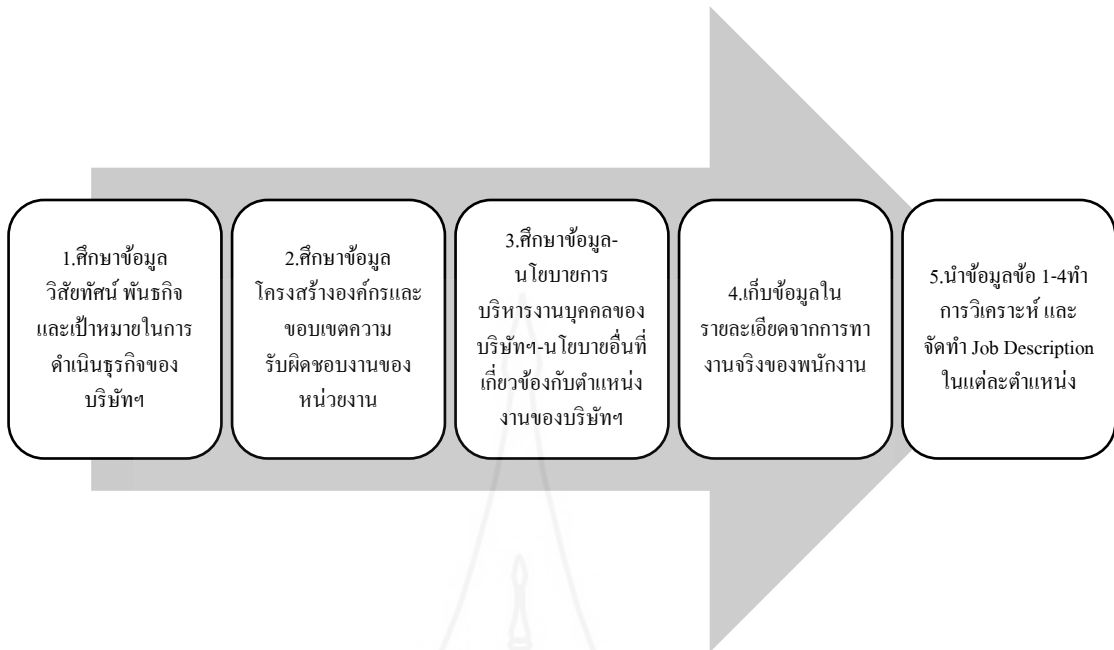 1.ศึกษาข้อมูล
วิสัยทัศน์ พันธกิจ
และเป้าหมายในการ
ดำเนินธุรกิจของ
บริษัทฯ
2.ศึกษาข้อมูล
โครงสร้างองค์กรและ
ขอบเขตความ
รับผิดชอบงานของ
หน่วยงาน
3.ศึกษาข้อมูล-
นโยบายการ
บริหารงานบุคคลของ
บริษัทฯ-นโยบายอื่นที่
เกี่ยวข้องกับตำแหน่ง
งานของบริษัทฯ
4.เก็บข้อมูลใน
รายละเอียดจากการทา
งานจริงของพนักงาน
5.นำข้อมูลข้อ 1-4ทำ
การวิเคราะห์ และ
จัดทำ Job Description
ในแต่ละตำแหน่ง